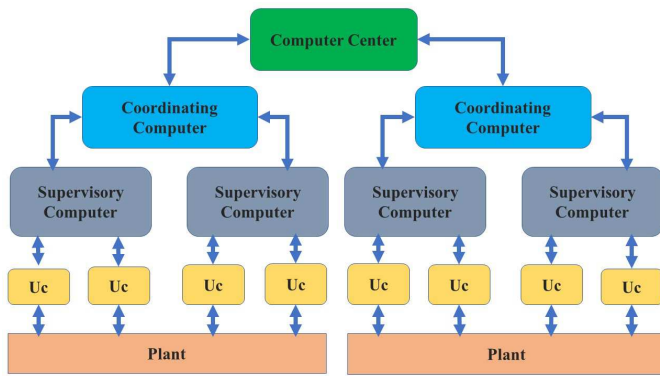 Computer Center
Coordinating
Computer
Coordinating
Computer
Supervisory
Computer
Supervisory
Computer
Supervisory
Computer
Supervisory
Computer
Uc
Uc
Uc
Uc
Uc
Uc
Uc
Uc
Plant
Plant